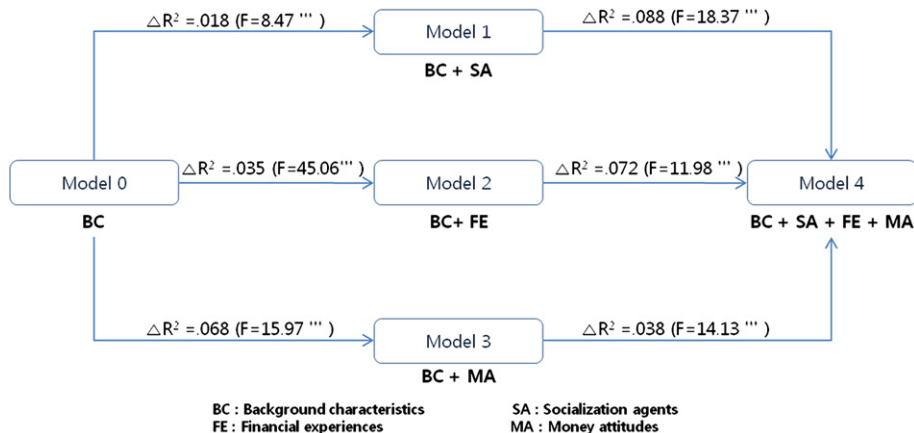 △R² =.018 (F=8.47 ''' )
△R² =.088 (F=18.37 ''' )
Model 1
BC + SA
△R² =.035 (F=45.06''' )
△R² =.072 (F=11.98 ''' )
Model 0
Model 2
Model 4
BC
BC+ FE
BC + SA + FE + MA
△R² =.068 (F=15.97 ''' )
△R² =.038 (F=14.13 ''' )
Model 3
BC + MA
BC : Background characteristics
SA : Socialization agents
FE : Financial experiences
MA : Money attitudes